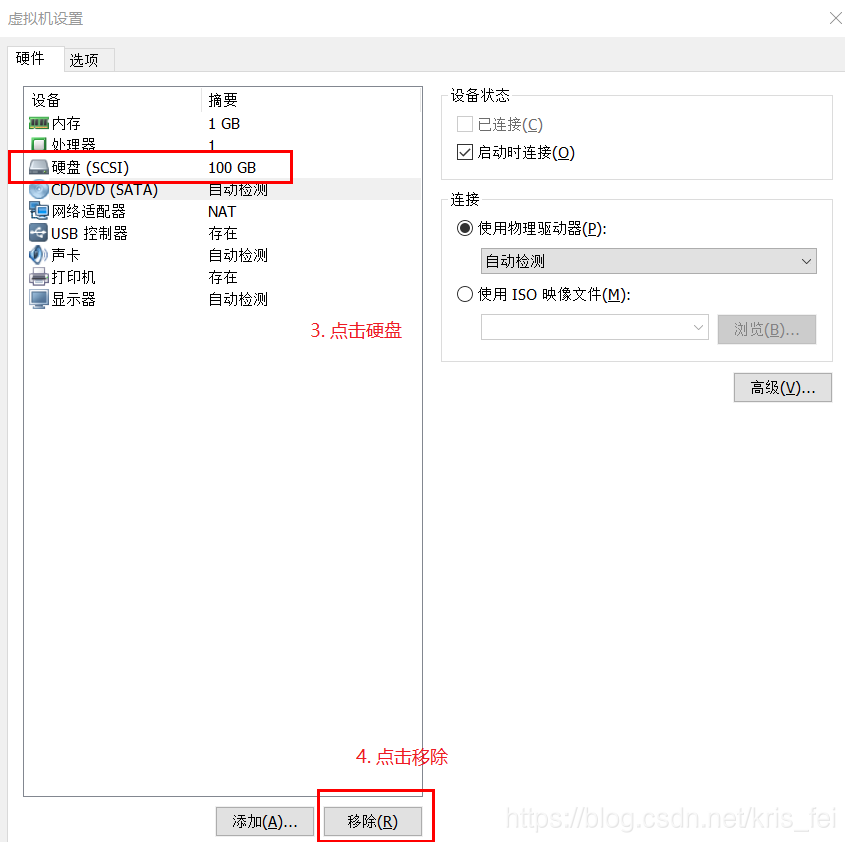 虚拟机设置
硬件 选项
设备 摘要
内存 1 GB
处理器 1
硬盘 (SCSI) 100 GB
CD/DVD (SATA) 自动检测
网络适配器 NAT
USB 控制器 存在
声卡 自动检测
打印机 存在
显示器 自动检测
3. 点击硬盘
4. 点击移除
添加(A)... 移除(R)
设备状态
已连接(C)
启动时连接(O)
连接
使用物理驱动器(P):
自动检测
使用 ISO 映像文件(M):
浏览(B)...
高级(V)...
https://blog.csdn.net/kris_fei